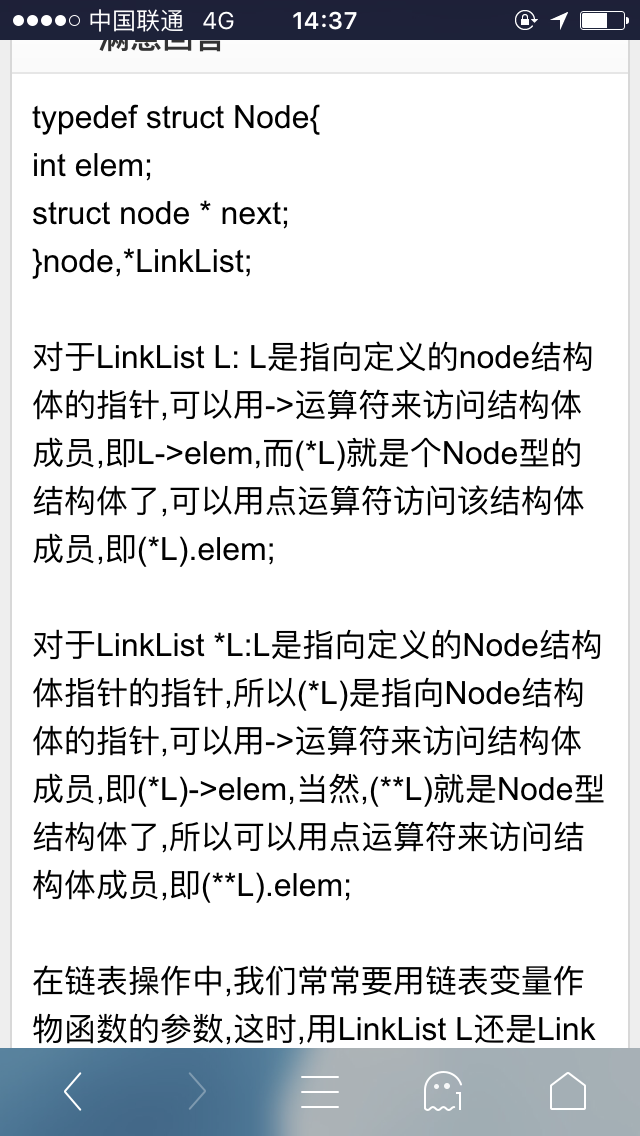 中国联通 4G 14:37
满意回答
typedef struct Node{
int elem;
struct node * next;
}node,*LinkList;
对于LinkList L: L是指向定义的node结构
体的指针,可以用->运算符来访问结构体
成员,即L->elem,而(*L)就是个Node型的
结构体了,可以用点运算符访问该结构体
成员,即(*L).elem;
对于LinkList *L:L是指向定义的Node结构
体指针的指针,所以(*L)是指向Node结构
体的指针,可以用->运算符来访问结构体
成员,即(*L)->elem,当然,(**L)就是Node型
结构体了,所以可以用点运算符来访问结
构体成员,即(**L).elem;
在链表操作中,我们常常要用链表变量作
物函数的参数,这时,用LinkList L还是Link